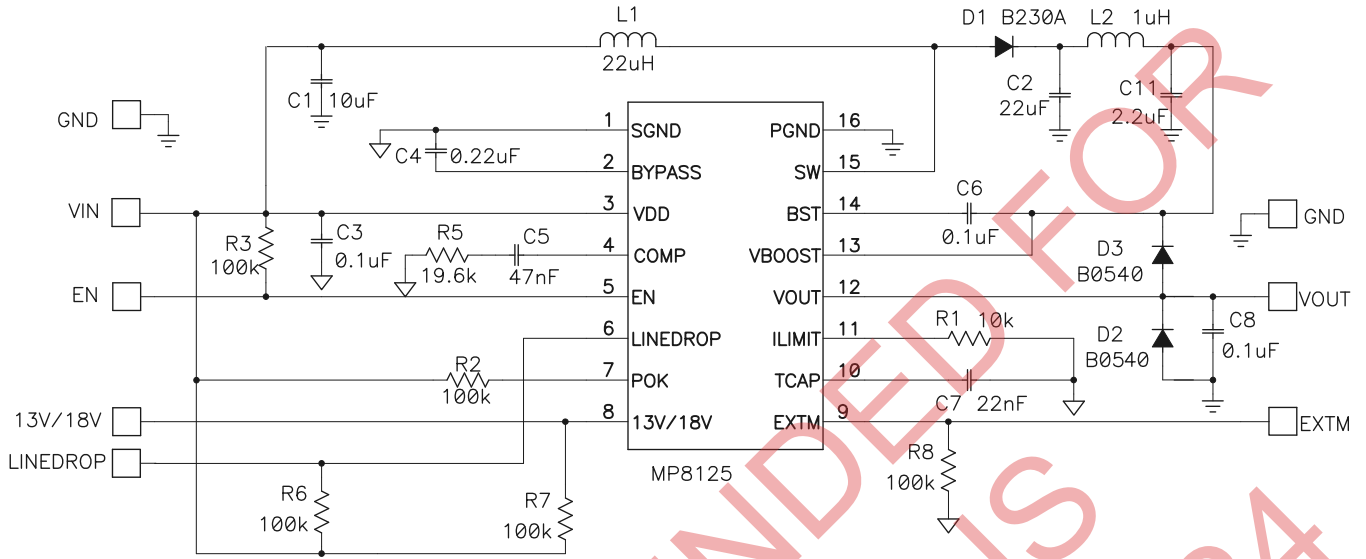 L1
22uH
D1 B230A
L2 1uH
C1 10uF
C2
22uF
C11
2.2uF
GND
1 SGND
PGND 16
C4 0.22uF
2 BYPASS
SW 15
VIN
3 VDD
BST 14
C6
0.1uF
GND
R3
100k
C3
0.1uF
R5
19.6k
C5
47nF
4 COMP
VBOOST 13
D3
B0540
EN
5 EN
VOUT 12
VOUT
6 LINEDROP
ILIMIT 11
R1 10k
D2
B0540
C8
0.1uF
R2
100k
7 POK
TCAP 10
C7 22nF
13V/18V
8 13V/18V
EXTM 9
EXTM
LINEDROP
MP8125
R8
100k
R6
100k
R7
100k
NDED FOR
IS
4